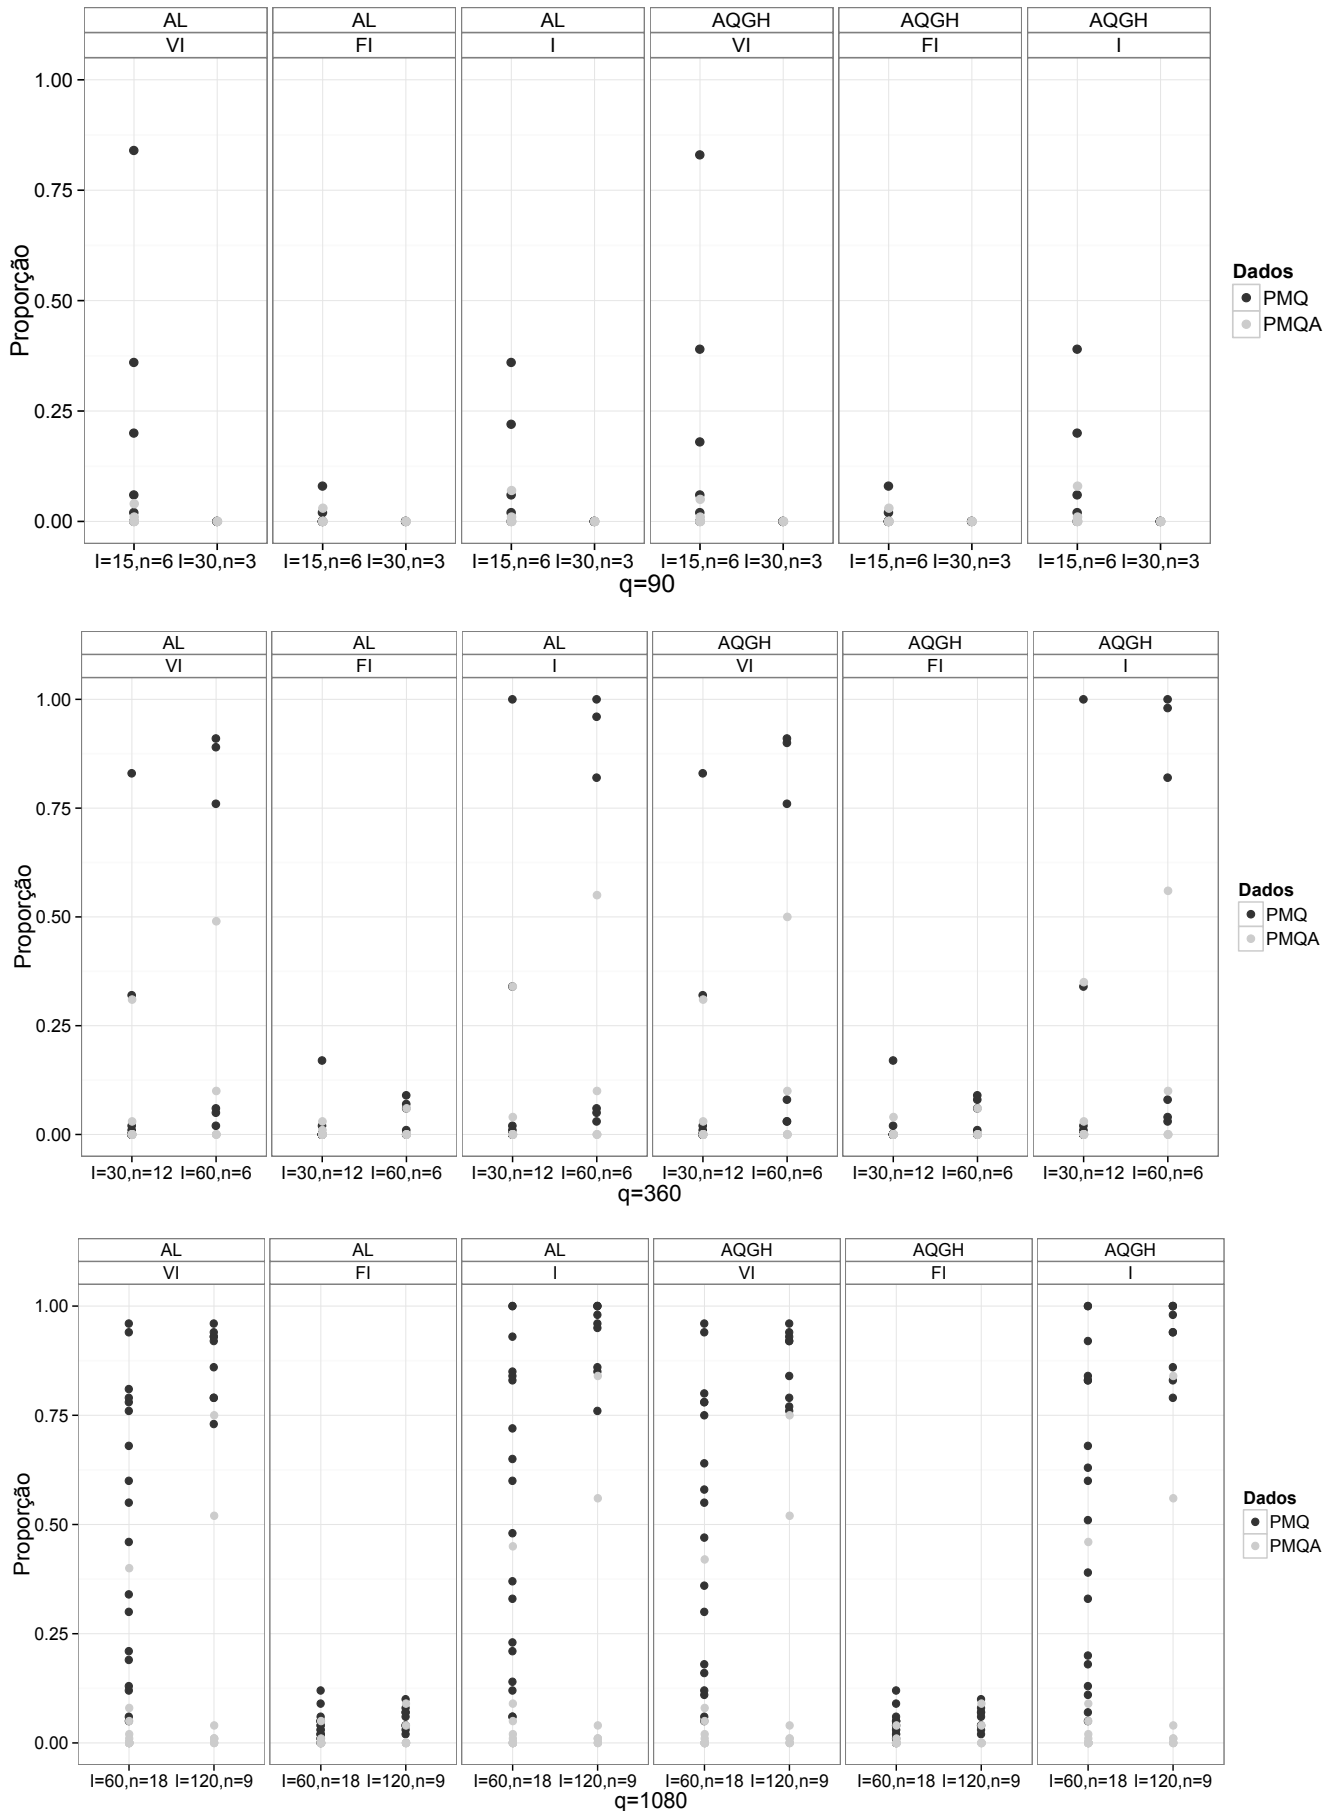 AL AL AL AQGH AQGH AQGH
VI FI I VI FI I
1.00
0.75
0.50
0.25
0.00
Proporção
I=15,n=6 I=30,n=3 I=15,n=6 I=30,n=3 I=15,n=6 I=30,n=3 I=15,n=6 I=30,n=3 I=15,n=6 I=30,n=3 I=15,n=6 I=30,n=3
q=90
Dados
PMQ
PMQA
AL AL AL AQGH AQGH AQGH
VI FI I VI FI I
1.00
0.75
0.50
0.25
0.00
Proporção
I=30,n=12 I=60,n=6 I=30,n=12 I=60,n=6 I=30,n=12 I=60,n=6 I=30,n=12 I=60,n=6 I=30,n=12 I=60,n=6 I=30,n=12 I=60,n=6
q=360
Dados
PMQ
PMQA
AL AL AL AQGH AQGH AQGH
VI FI I VI FI I
1.00
0.75
0.50
0.25
0.00
Proporção
I=60,n=18 I=120,n=9 I=60,n=18 I=120,n=9 I=60,n=18 I=120,n=9 I=60,n=18 I=120,n=9 I=60,n=18 I=120,n=9 I=60,n=18 I=120,n=9
q=1080
Dados
PMQ
PMQA